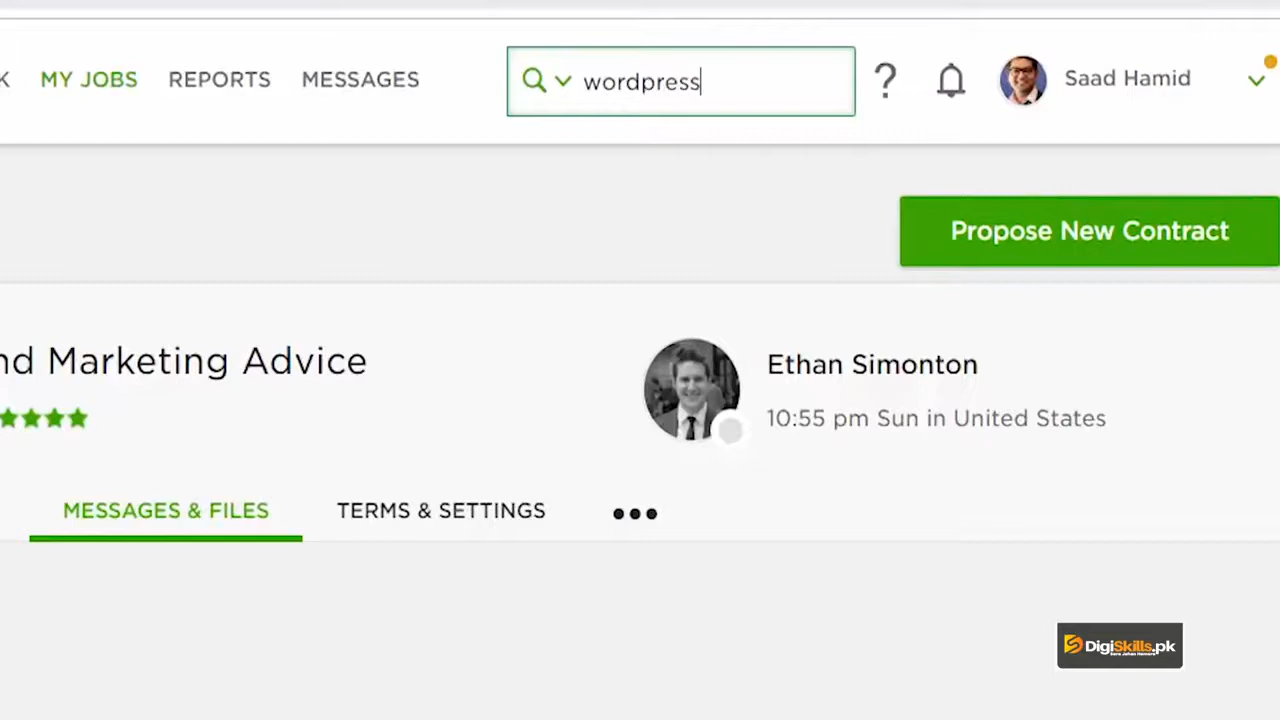 K MY JOBS REPORTS MESSAGES wordpress ? Saad Hamid
Propose New Contract
nd Marketing Advice
Ethan Simonton
10:55 pm Sun in United States
MESSAGES & FILES TERMS & SETTINGS
DigiSkills.pk